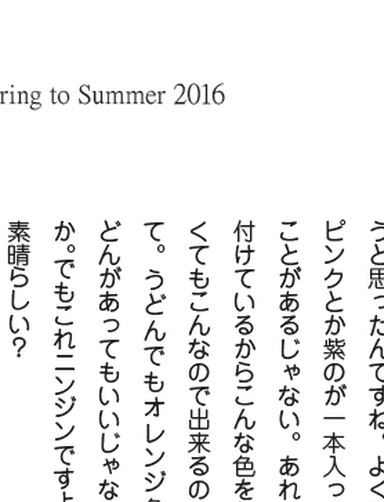 ring to Summer 2016
うと思ったんですね。よく
ピンクとか紫のが一本入っ
ことがあるじゃない。あれ
付けているからこんな色を
くてもこんなので出来るの
て。うどんでもオレンジ
どんがあってもいいじゃな
か。でもこれニンジンですよ
素晴らしい？